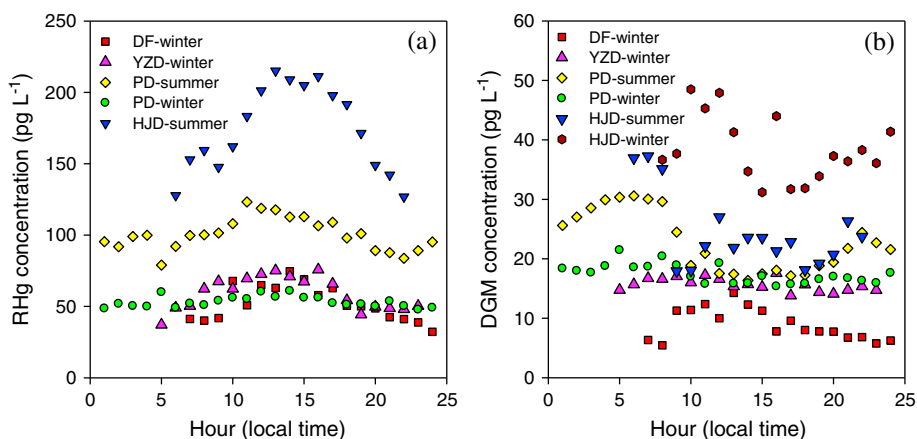 (a)
DF-winter
YZD-winter
PD-summer
PD-winter
HJD-summer
RHg concentration (pg L⁻¹)
250
200
150
100
50
0
0 5 10 15 20 25
Hour (local time)
(b)
DF-winter
YZD-winter
PD-summer
PD-winter
HJD-summer
HJD-winter
DGM concentration (pg L⁻¹)
60
50
40
30
20
10
0
0 5 10 15 20 25
Hour (local time)